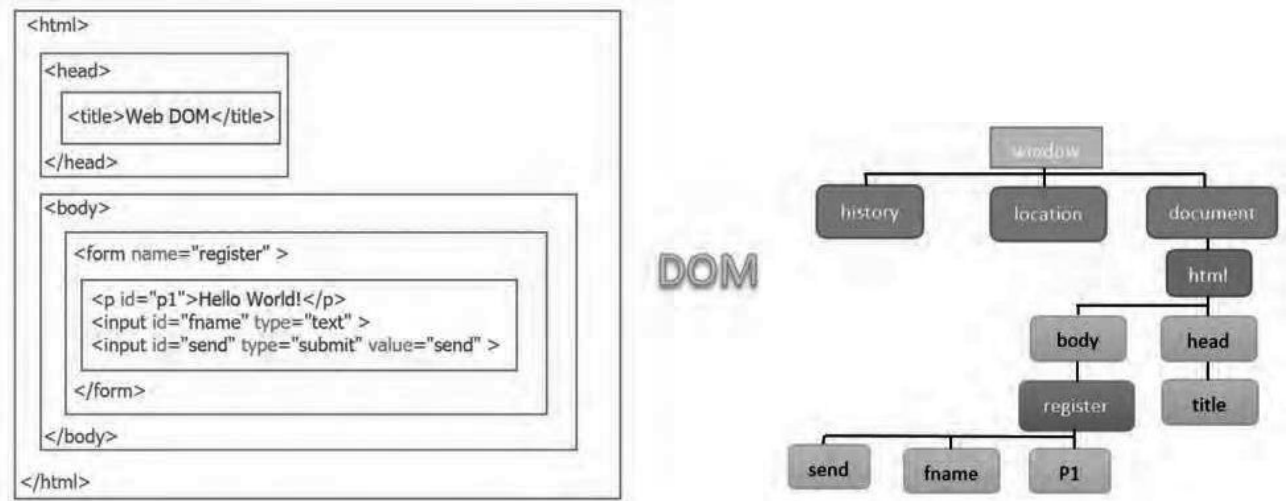 <html>
<head>
<title>Web DOM</title>
</head>
<body>
<form name="register" >
<p id="p1">Hello World!</p>
<input id="fname" type="text" >
<input id="send" type="submit" value="send" >
</form>
</body>
</html>
DOM
window
history location document
html
body head
register title
send fname P1